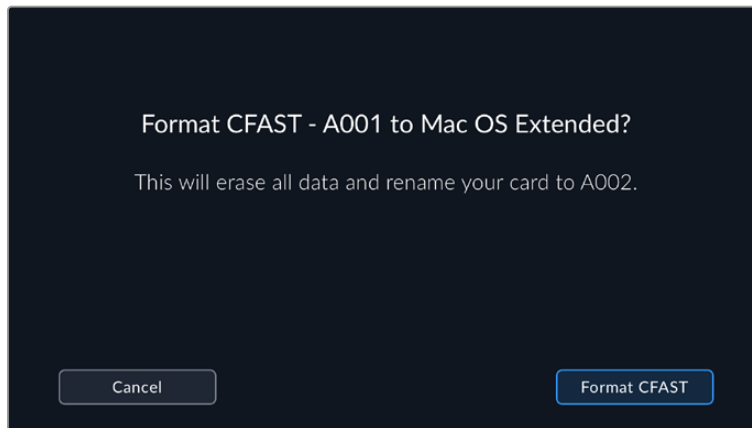 Format CFAST - A001 to Mac OS Extended?
This will erase all data and rename your card to A002.
Cancel
Format CFAST